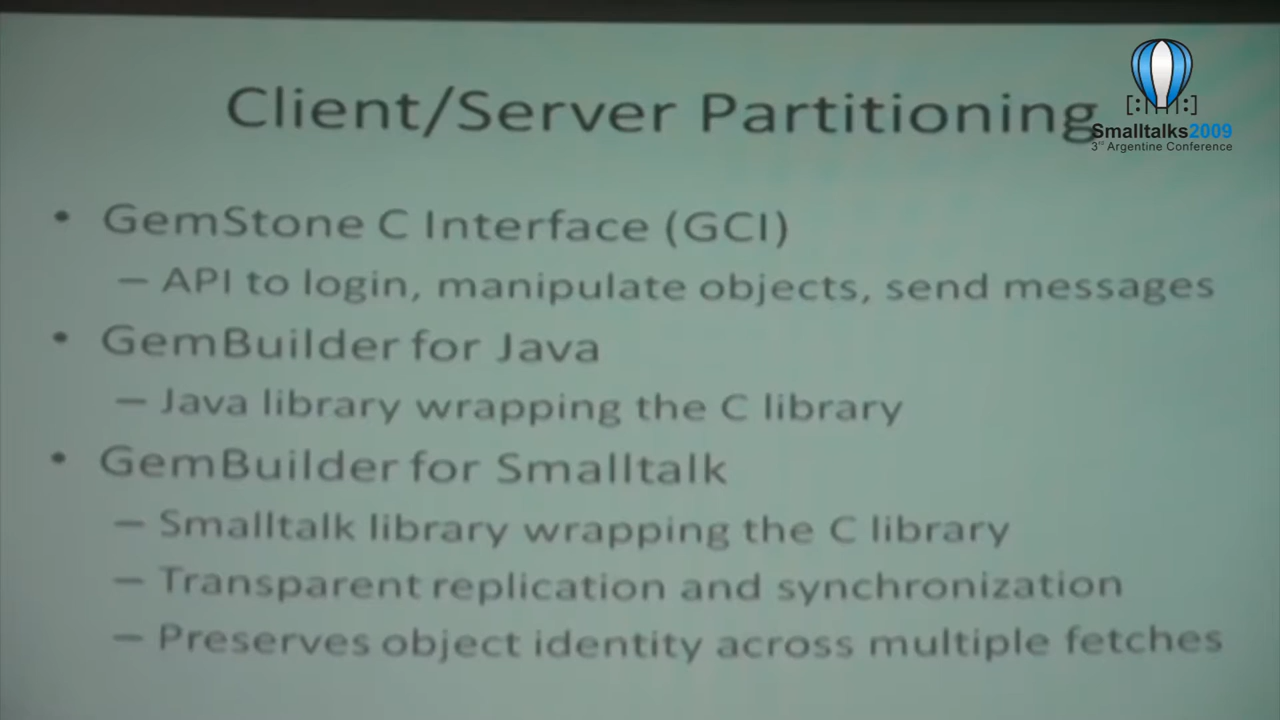 Client/Server Partitioning
[:|||:]
Smalltalks2009
3rd Argentine Conference
• GemStone C Interface (GCI)
– API to login, manipulate objects, send messages
• GemBuilder for Java
– Java library wrapping the C library
• GemBuilder for Smalltalk
– Smalltalk library wrapping the C library
– Transparent replication and synchronization
– Preserves object identity across multiple fetches